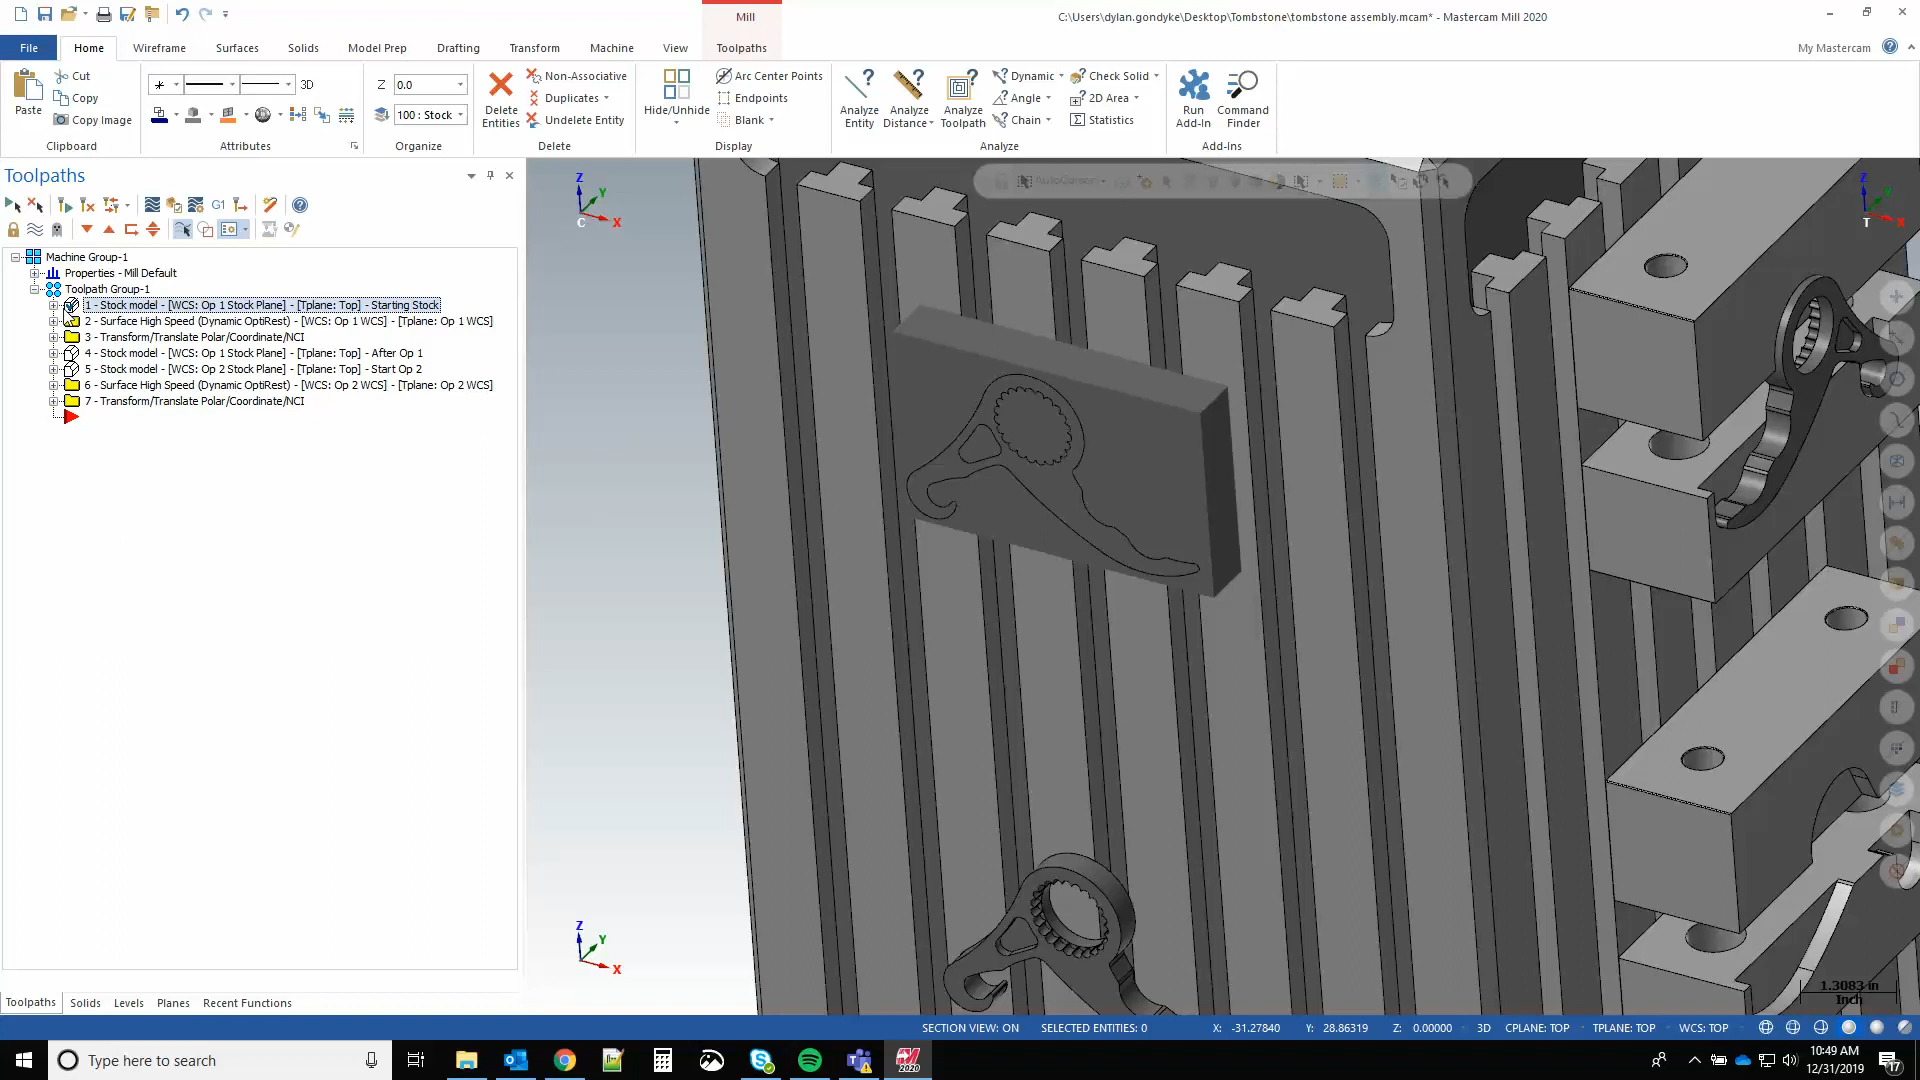 Mill
C:\Users\dylan.gondyke\Desktop\Tombstone\tombstone assembly.mcam* - Mastercam Mill 2020
File
Home
Wireframe
Surfaces
Solids
Model Prep
Drafting
Transform
Machine
View
Toolpaths
My Mastercam
Paste
Cut
Copy
Copy Image
Clipboard
3D
Attributes
Z 0.0
100 : Stock
Organize
Delete Entities
Non-Associative
Duplicates
Undelete Entity
Delete
Hide/Unhide
Arc Center Points
Endpoints
Blank
Display
Analyze Entity
Analyze Distance
Analyze Toolpath
Dynamic
Angle
Chain
Check Solid
2D Area
Statistics
Analyze
Run Add-In
Command Finder
Add-Ins
Toolpaths
G1
Machine Group-1
Properties - Mill Default
Toolpath Group-1
1 - Stock model - [WCS: Op 1 Stock Plane] - [Tplane: Top] - Starting Stock
2 - Surface High Speed (Dynamic OptiRest) - [WCS: Op 1 WCS] - [Tplane: Op 1 WCS]
3 - Transform/Translate Polar/Coordinate/NCI
4 - Stock model - [WCS: Op 1 Stock Plane] - [Tplane: Top] - After Op 1
5 - Stock model - [WCS: Op 2 Stock Plane] - [Tplane: Top] - Start Op 2
6 - Surface High Speed (Dynamic OptiRest) - [WCS: Op 2 WCS] - [Tplane: Op 2 WCS]
7 - Transform/Translate Polar/Coordinate/NCI
Z
Y
X
C
AutoCursor
Z
X
T
Z
Y
X
1.3083 in
Inch
Toolpaths
Solids
Levels
Planes
Recent Functions
SECTION VIEW: ON
SELECTED ENTITIES: 0
X: -31.27840
Y: 28.86319
Z: 0.00000
3D
CPLANE: TOP
TPLANE: TOP
WCS: TOP
Type here to search
2020
10:49 AM
12/31/2019
17